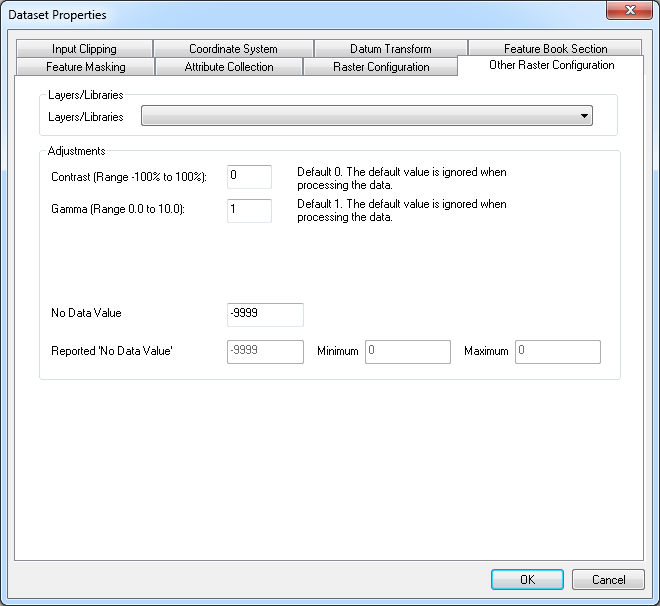 Dataset Properties
Input Clipping Coordinate System Datum Transform Feature Book Section
Feature Masking Attribute Collection Raster Configuration Other Raster Configuration
Layers/Libraries
Layers/Libraries
Adjustments
Contrast (Range -100% to 100%): 0 Default 0. The default value is ignored when
processing the data.
Gamma (Range 0.0 to 10.0): 1 Default 1. The default value is ignored when
processing the data.
No Data Value -9999
Reported 'No Data Value' -9999 Minimum 0 Maximum 0
OK Cancel